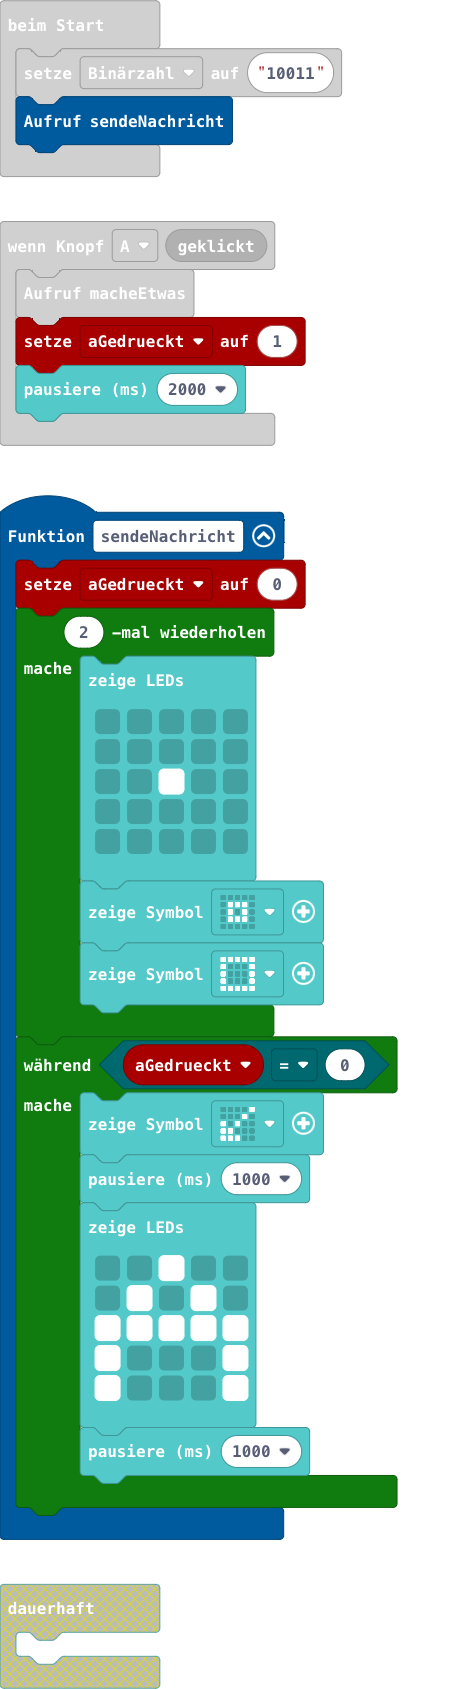 beim Start
setze Binärzahl auf "10011"
Aufruf sendeNachricht
wenn Knopf A geklickt
Aufruf macheEtwas
setze aGedrueckt auf 1
pausiere (ms) 2000
Funktion sendeNachricht
setze aGedrueckt auf 0
2 -mal wiederholen
mache
zeige LEDs
zeige Symbol
zeige Symbol
während aGedrueckt = 0
mache
zeige Symbol
pausiere (ms) 1000
zeige LEDs
pausiere (ms) 1000
dauerhaft